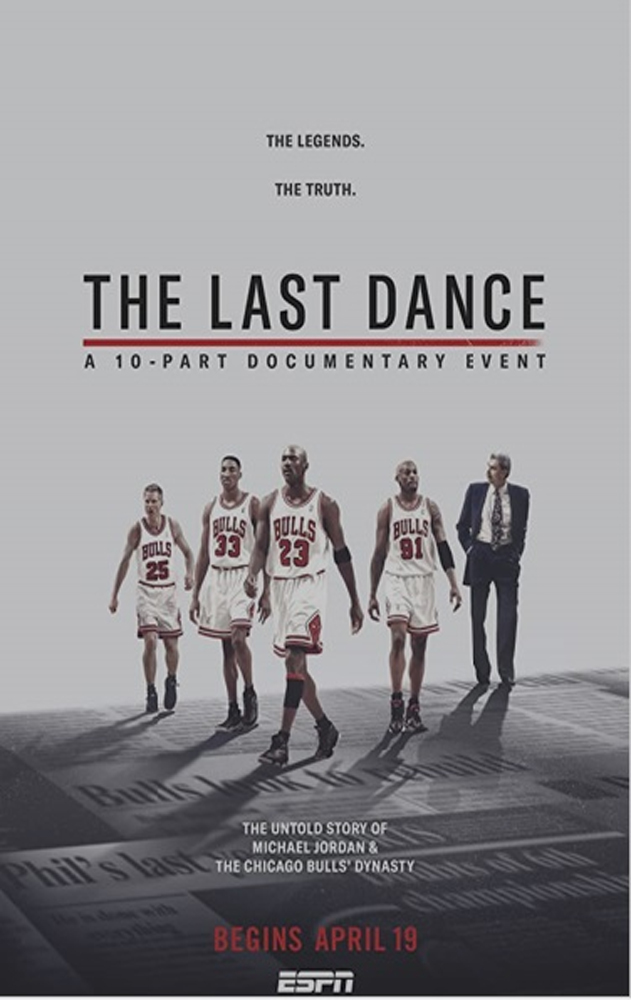 THE LEGENDS.
THE TRUTH.
THE LAST DANCE
A 10-PART DOCUMENTARY EVENT
BULLS
25
BULLS
33
BULLS
23
BULLS
91
Bulls look to
Phil's last
championship
THE UNTOLD STORY OF
MICHAEL JORDAN &
THE CHICAGO BULLS' DYNASTY
BEGINS APRIL 19
ESPN